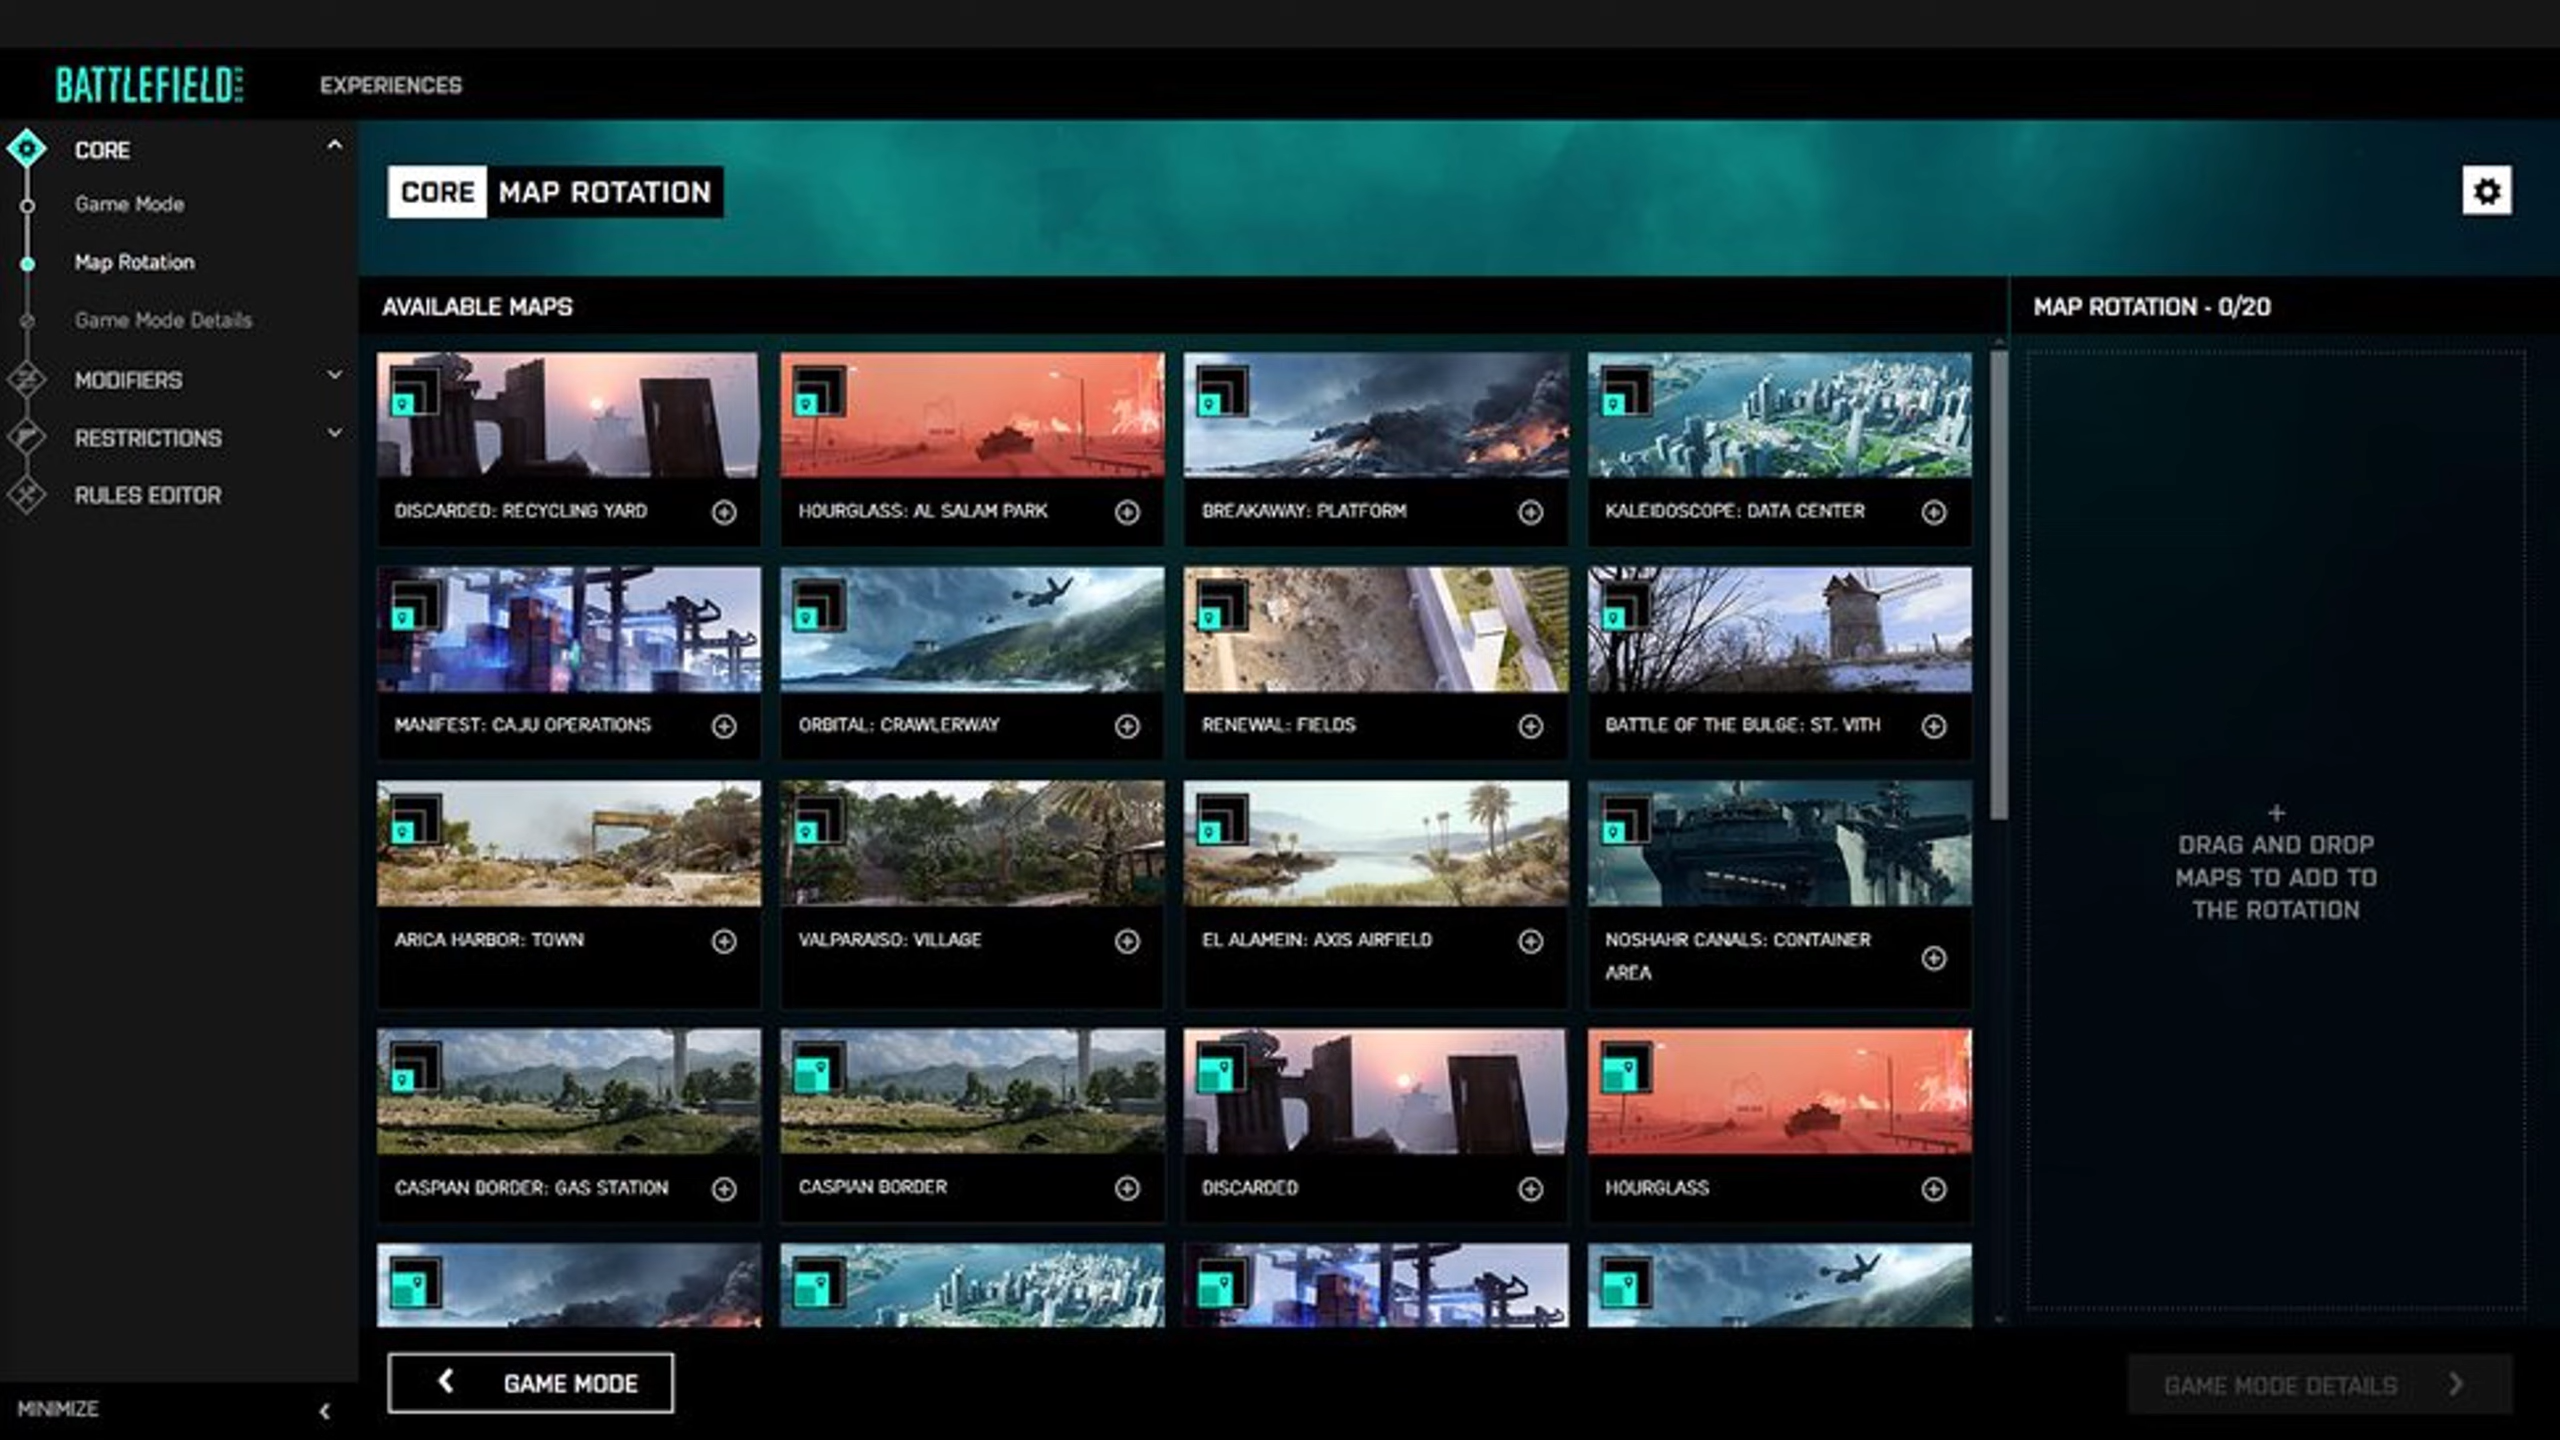 BATTLEFIELD
EXPERIENCES
CORE
Game Mode
Map Rotation
Game Mode Details
MODIFIERS
RESTRICTIONS
RULES EDITOR
MINIMIZE
CORE MAP ROTATION
AVAILABLE MAPS
DISCARDED: RECYCLING YARD
HOURGLASS: AL SALAM PARK
BREAKAWAY: PLATFORM
KALEIDOSCOPE: DATA CENTER
MANIFEST: CAJU OPERATIONS
ORBITAL: CRAWLERWAY
RENEWAL: FIELDS
BATTLE OF THE BULGE: ST. VITH
ARICA HARBOR: TOWN
VALPARAISO: VILLAGE
EL ALAMEIN: AXIS AIRFIELD
NOSHAHR CANALS: CONTAINER
AREA
CASPIAN BORDER: GAS STATION
CASPIAN BORDER
DISCARDED
HOURGLASS
MAP ROTATION - 0/20
+
DRAG AND DROP
MAPS TO ADD TO
THE ROTATION
GAME MODE
GAME MODE DETAILS